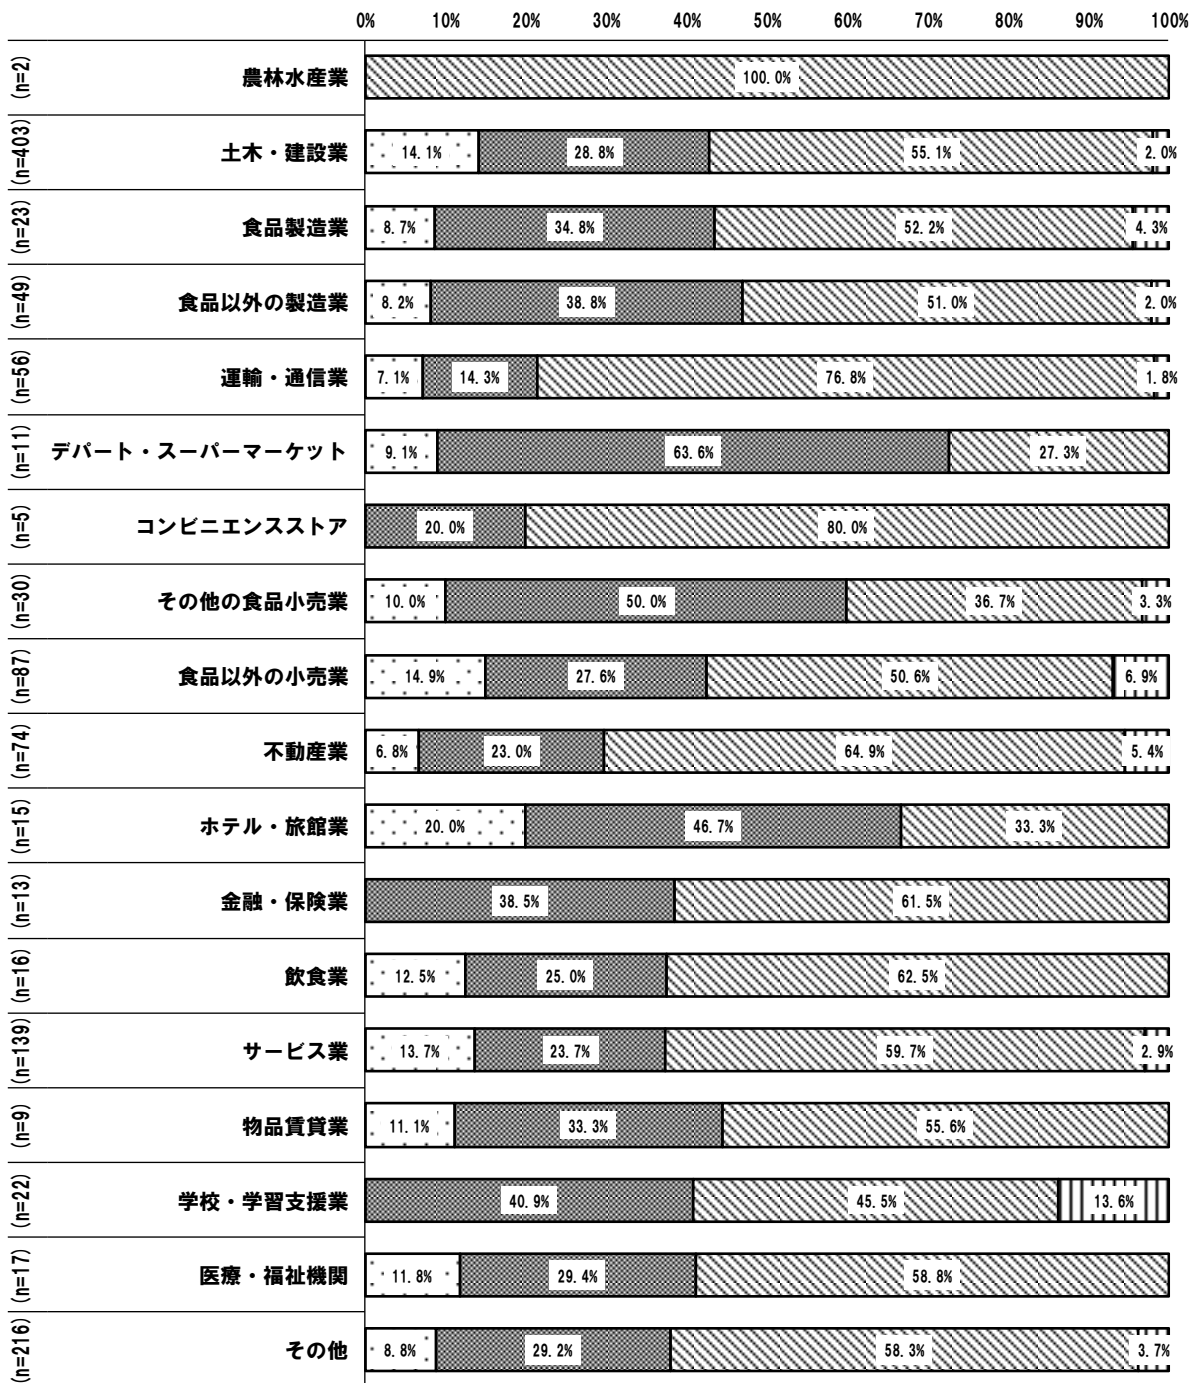 0% 10% 20% 30% 40% 50% 60% 70% 80% 90% 100%
(n=2) 農林水産業 100.0%
(n=403) 土木・建設業 14.1% 28.8% 55.1% 2.0%
(n=23) 食品製造業 8.7% 34.8% 52.2% 4.3%
(n=49) 食品以外の製造業 8.2% 38.8% 51.0% 2.0%
(n=56) 運輸・通信業 7.1% 14.3% 76.8% 1.8%
(n=11) デパート・スーパーマーケット 9.1% 63.6% 27.3%
(n=5) コンビニエンスストア 20.0% 80.0%
(n=30) その他の食品小売業 10.0% 50.0% 36.7% 3.3%
(n=87) 食品以外の小売業 14.9% 27.6% 50.6% 6.9%
(n=74) 不動産業 6.8% 23.0% 64.9% 5.4%
(n=15) ホテル・旅館業 20.0% 46.7% 33.3%
(n=13) 金融・保険業 38.5% 61.5%
(n=16) 飲食業 12.5% 25.0% 62.5%
(n=139) サービス業 13.7% 23.7% 59.7% 2.9%
(n=9) 物品賃貸業 11.1% 33.3% 55.6%
(n=22) 学校・学習支援業 40.9% 45.5% 13.6%
(n=17) 医療・福祉機関 11.8% 29.4% 58.8%
(n=216) その他 8.8% 29.2% 58.3% 3.7%